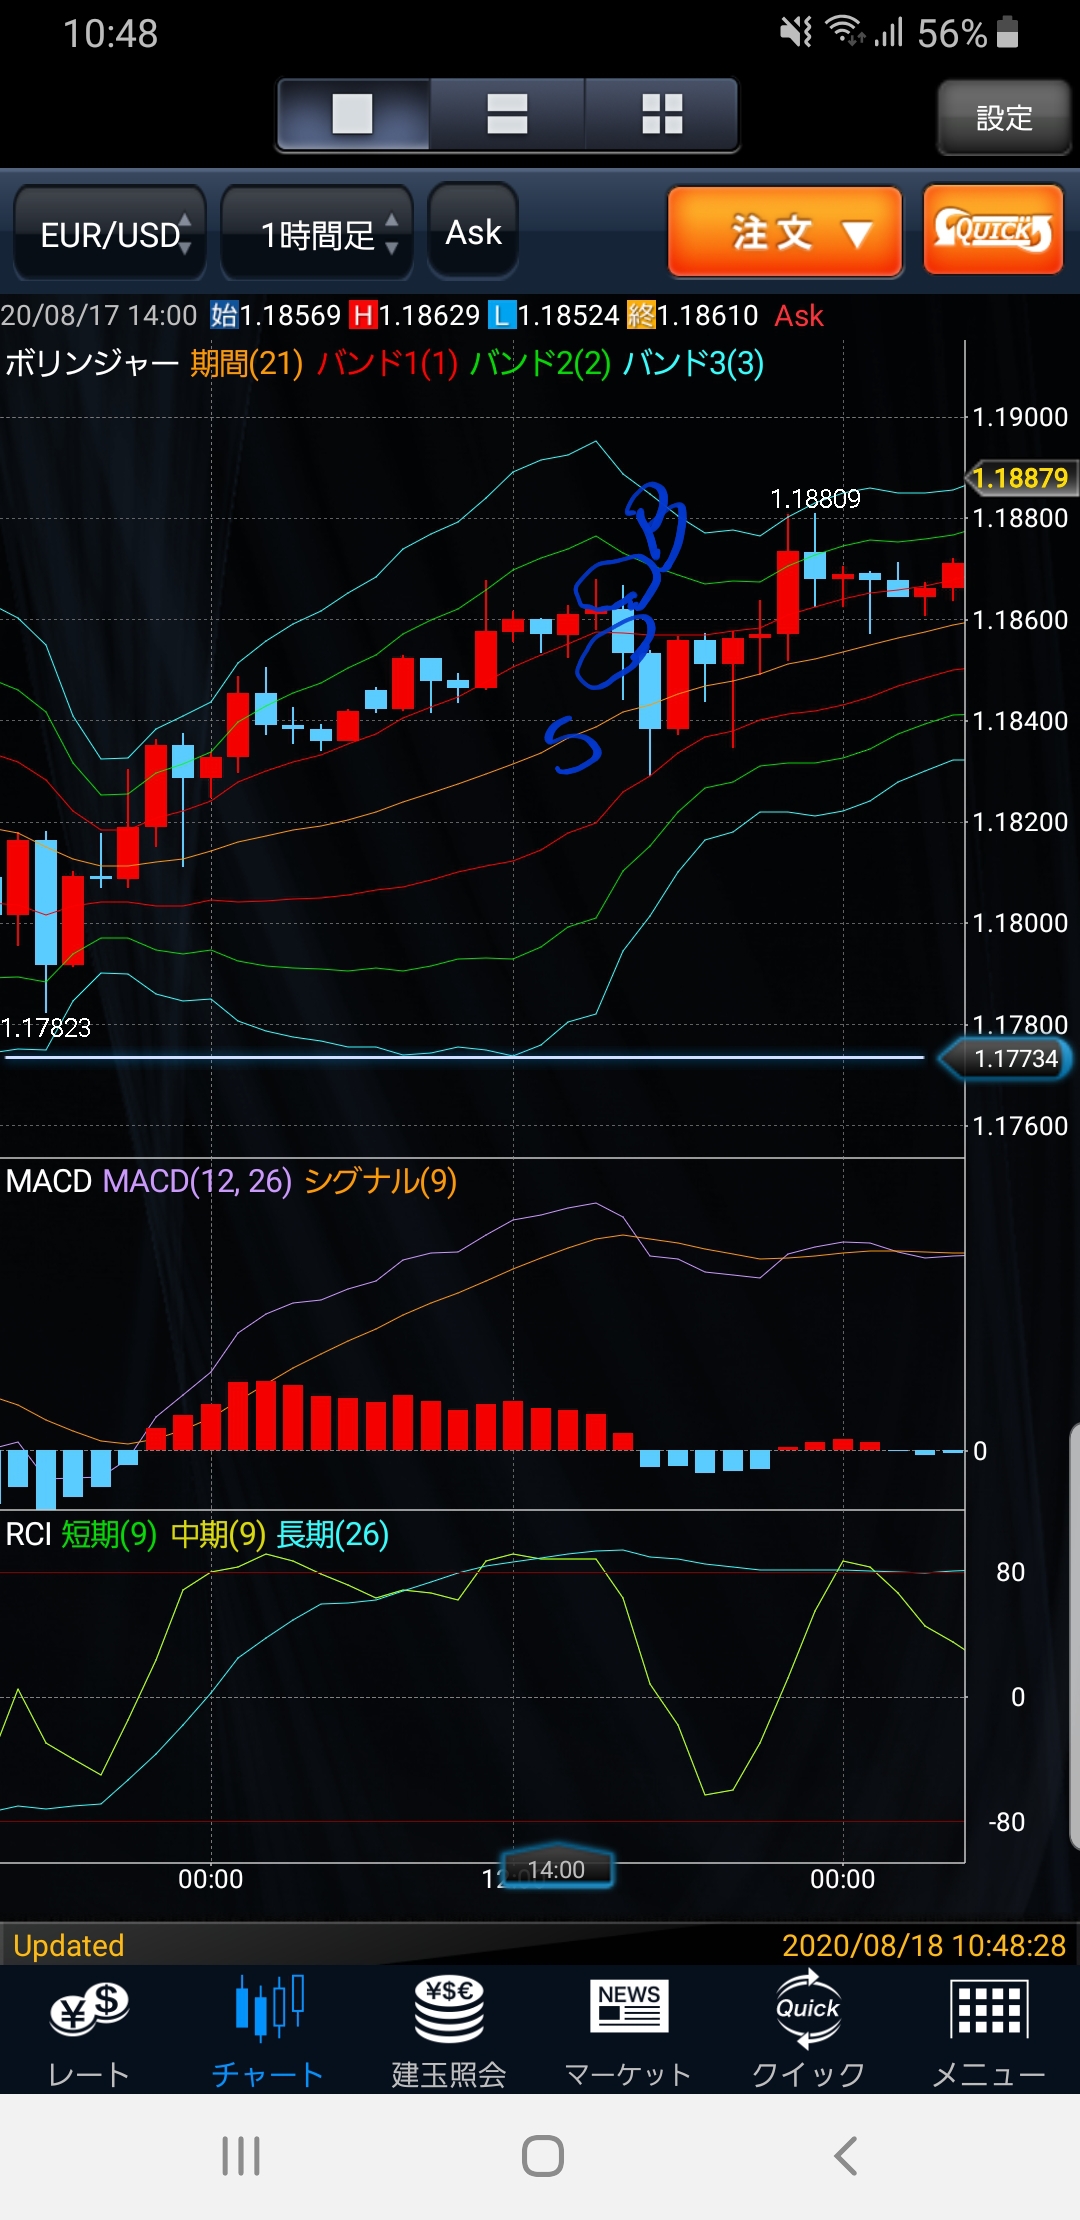 10:48 56%
設定
EUR/USD 1時間足 Ask 注文 ▼ QUICK
20/08/17 14:00 始1.18569 H1.18629 L1.18524 終1.18610 Ask
ボリンジャー 期間(21) バンド1(1) バンド2(2) バンド3(3)
1.19000
1.18879
1.18809
1.18800
B
1.18600
S
1.18400
1.18200
1.18000
1.17823
1.17800
1.17734
1.17600
MACD MACD(12, 26) シグナル(9)
0
RCI 短期(9) 中期(9) 長期(26)
80
0
-80
00:00 14:00 00:00
Updated 2020/08/18 10:48:28
¥$ ¥$€ NEWS Quick
レート チャート 建玉照会 マーケット クイック メニュー